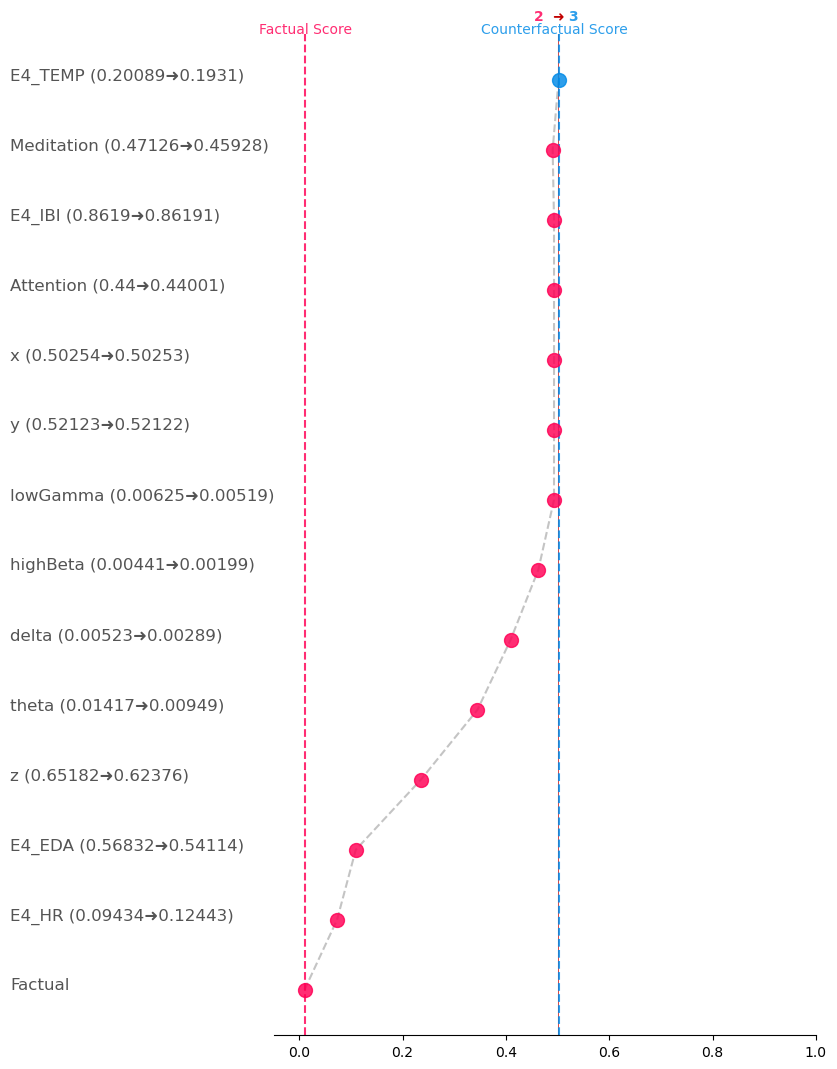 2 ➜ 3
Factual Score
Counterfactual Score
E4_TEMP (0.20089➜0.1931)
Meditation (0.47126➜0.45928)
E4_IBI (0.8619➜0.86191)
Attention (0.44➜0.44001)
x (0.50254➜0.50253)
y (0.52123➜0.52122)
lowGamma (0.00625➜0.00519)
highBeta (0.00441➜0.00199)
delta (0.00523➜0.00289)
theta (0.01417➜0.00949)
z (0.65182➜0.62376)
E4_EDA (0.56832➜0.54114)
E4_HR (0.09434➜0.12443)
Factual
0.0 0.2 0.4 0.6 0.8 1.0